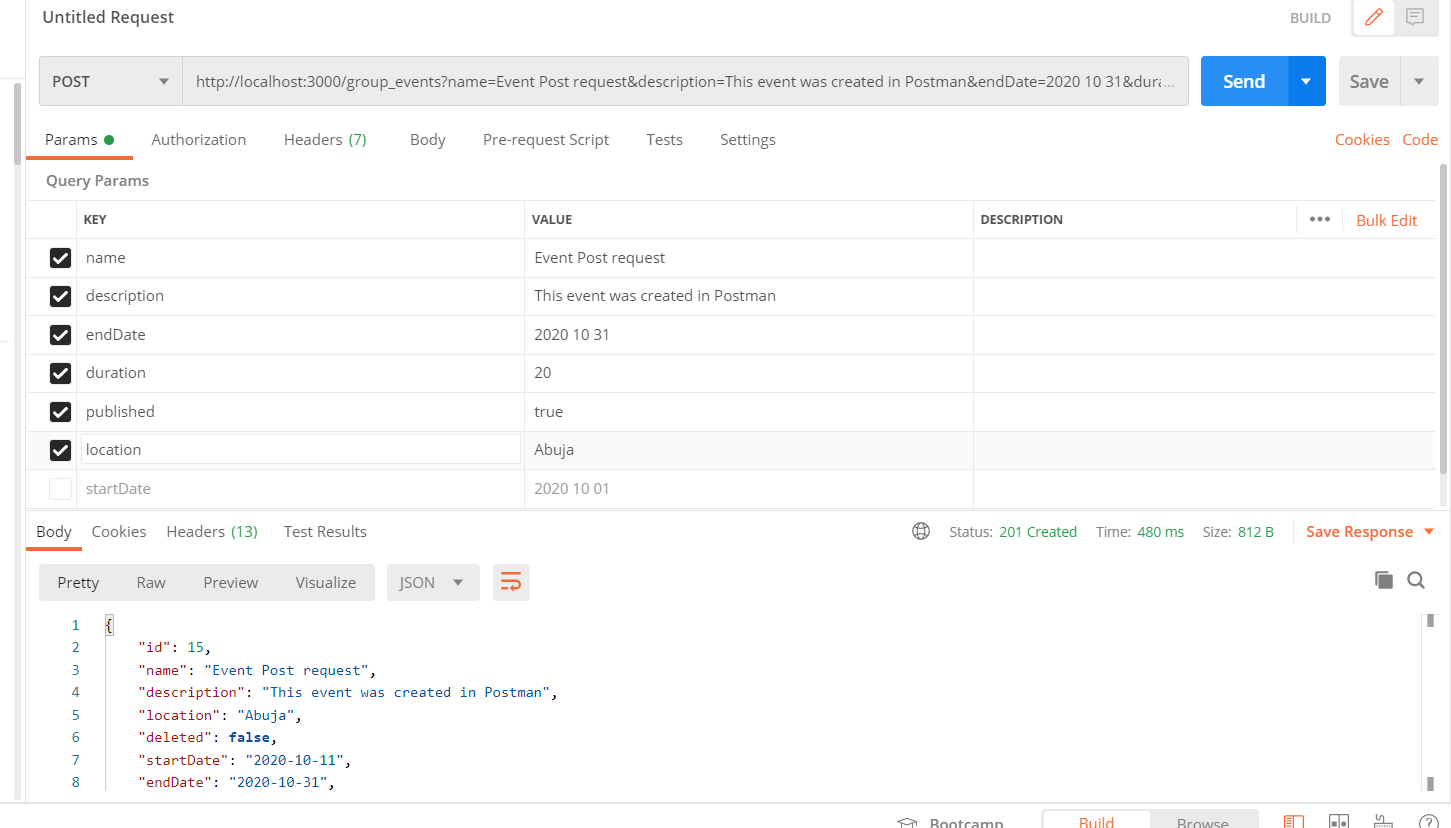 Untitled Request BUILD
POST http://localhost:3000/group_events?name=Event Post request&description=This event was created in Postman&endDate=2020 10 31&dura... Send Save
Params Authorization Headers (7) Body Pre-request Script Tests Settings Cookies Code
Query Params
KEY VALUE DESCRIPTION ••• Bulk Edit
name Event Post request
description This event was created in Postman
endDate 2020 10 31
duration 20
published true
location Abuja
startDate 2020 10 01
Body Cookies Headers (13) Test Results Status: 201 Created Time: 480 ms Size: 812 B Save Response
Pretty Raw Preview Visualize JSON
1 {
2 "id": 15,
3 "name": "Event Post request",
4 "description": "This event was created in Postman",
5 "location": "Abuja",
6 "deleted": false,
7 "startDate": "2020-10-11",
8 "endDate": "2020-10-31",
Bootcamp Build Browse ?